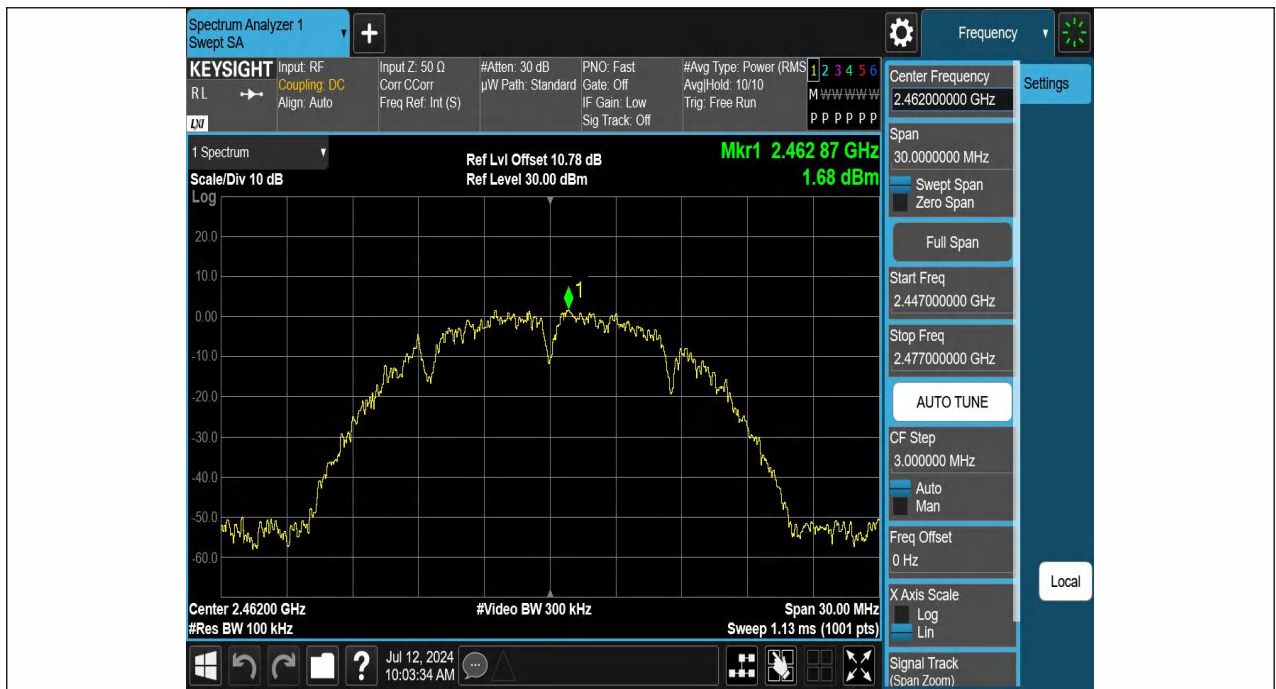 Spectrum Analyzer 1
Swept SA
+
Frequency
KEYSIGHT
RL
LXI
Input: RF
Coupling: DC
Align: Auto
Input Z: 50 Ω
Corr CCorr
Freq Ref: Int (S)
#Atten: 30 dB
µW Path: Standard
PNO: Fast
Gate: Off
IF Gain: Low
Sig Track: Off
#Avg Type: Power (RMS
Avg|Hold: 10/10
Trig: Free Run
1 2 3 4 5 6
M W W W W W
P P P P P P
1 Spectrum
Scale/Div 10 dB
Ref Lvl Offset 10.78 dB
Ref Level 30.00 dBm
Mkr1 2.462 87 GHz
1.68 dBm
Log
20.0
10.0
0.00
-10.0
-20.0
-30.0
-40.0
-50.0
-60.0
1
Center 2.46200 GHz
#Res BW 100 kHz
#Video BW 300 kHz
Span 30.00 MHz
Sweep 1.13 ms (1001 pts)
Center Frequency
2.462000000 GHz
Settings
Span
30.0000000 MHz
Swept Span
Zero Span
Full Span
Start Freq
2.447000000 GHz
Stop Freq
2.477000000 GHz
AUTO TUNE
CF Step
3.000000 MHz
Auto
Man
Freq Offset
0 Hz
X Axis Scale
Log
Lin
Local
Signal Track
(Span Zoom)
?
Jul 12, 2024
10:03:34 AM